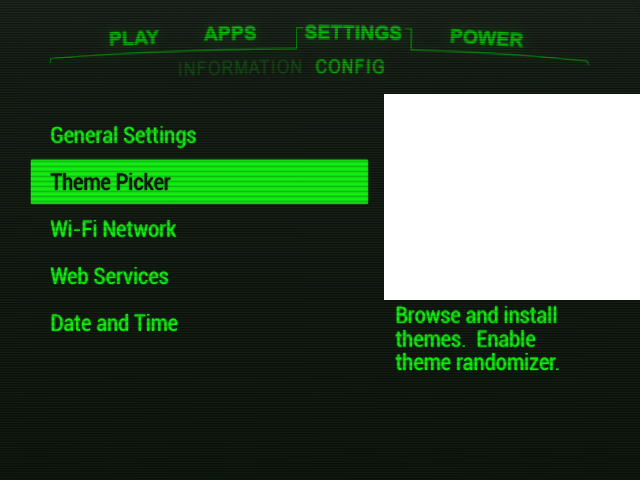 PLAY APPS SETTINGS POWER
INFORMATION CONFIG
General Settings
Theme Picker
Wi-Fi Network
Web Services
Date and Time
Browse and install
themes. Enable
theme randomizer.